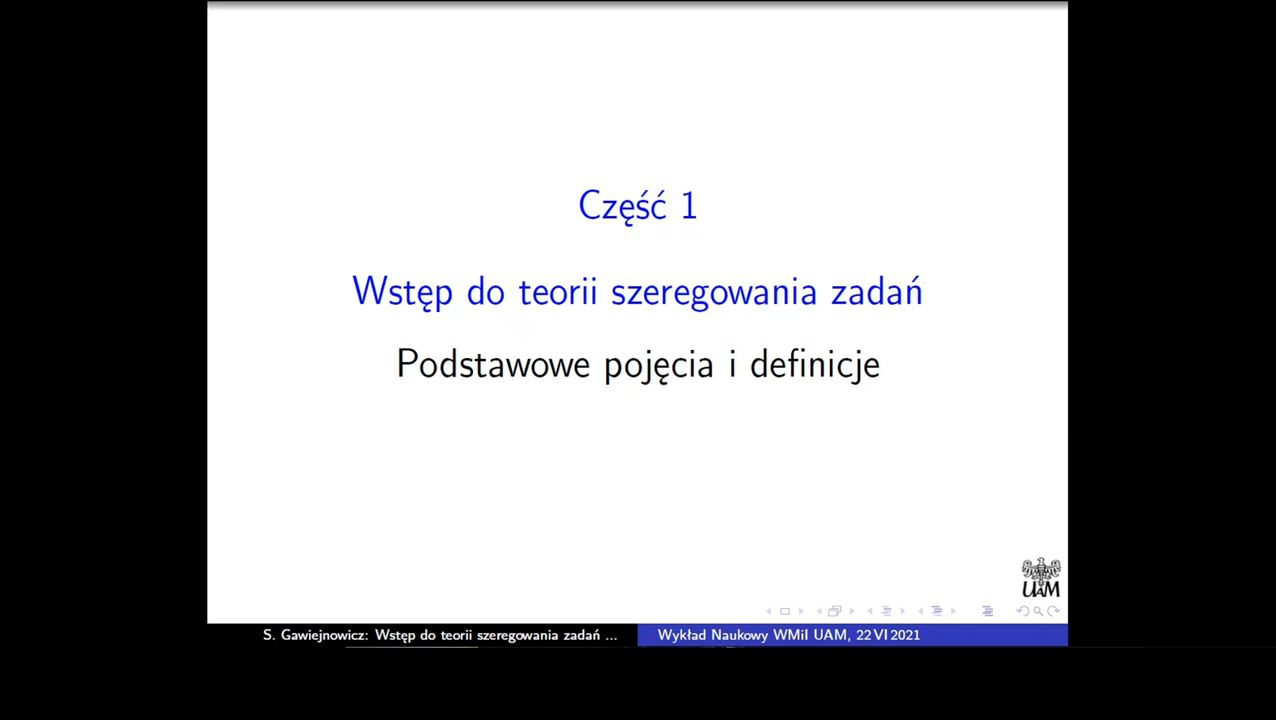 Część 1
Wstęp do teorii szeregowania zadań
Podstawowe pojęcia i definicje
UAM
S. Gawiejnowicz: Wstęp do teorii szeregowania zadań ...
Wykład Naukowy WMiI UAM, 22 VI 2021